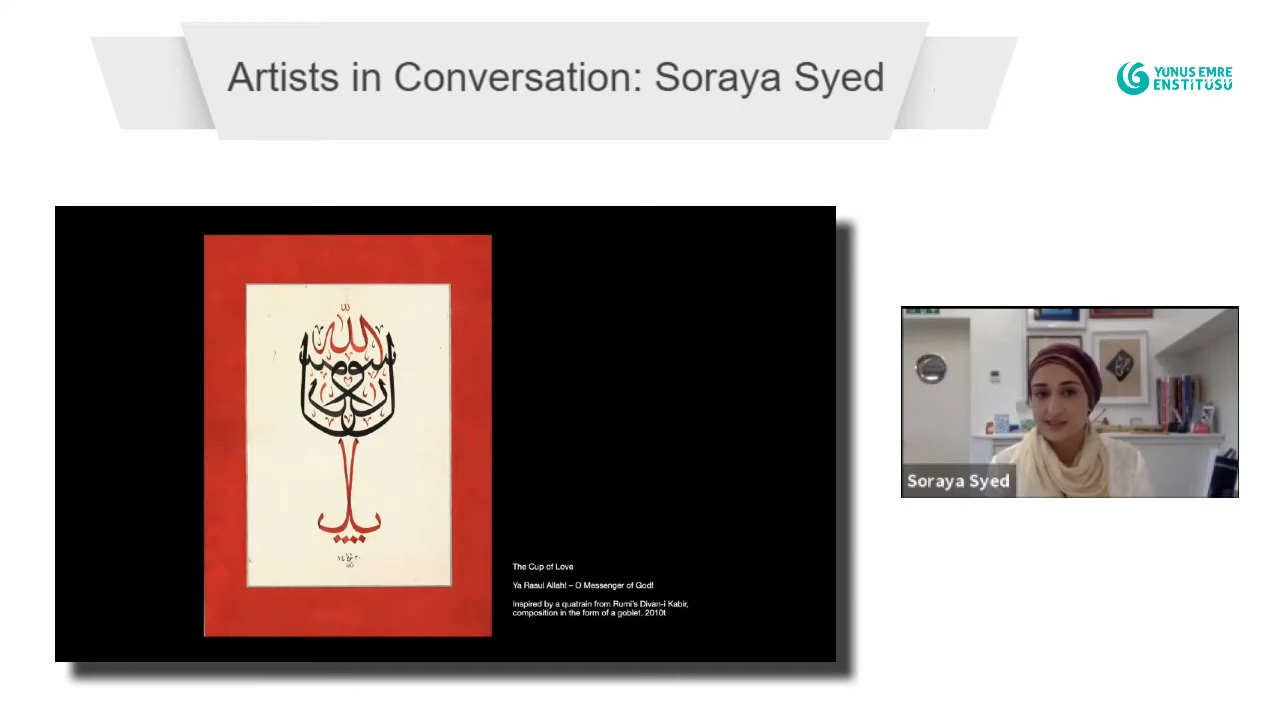 Artists in Conversation: Soraya Syed
YUNUS EMRE
ENSTİTÜSÜ
The Cup of Love
Ya Rasul Allah! – O Messenger of God!
Inspired by a quatrain from Rumi's Divan-i Kabir,
composition in the form of a goblet. 2010t
Soraya Syed